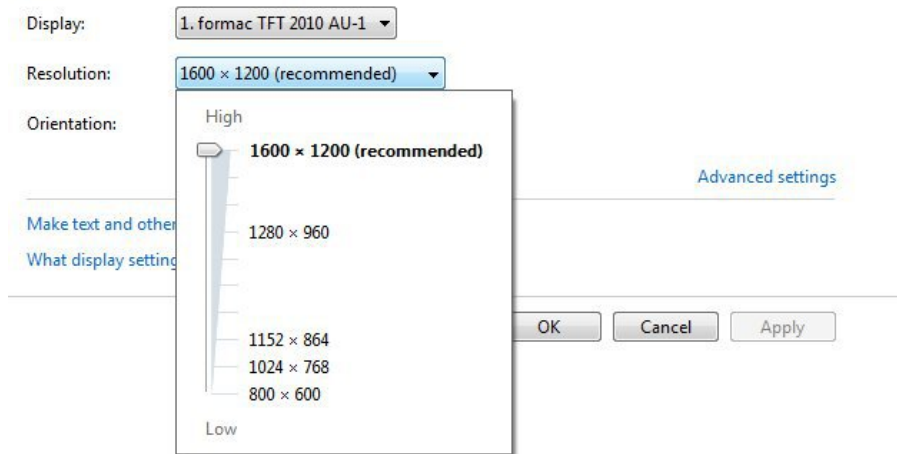 Display: 1. formac TFT 2010 AU-1
Resolution: 1600 × 1200 (recommended)
Orientation:
High
1600 × 1200 (recommended)
Advanced settings
Make text and other
1280 × 960
What display setting
OK Cancel Apply
1152 × 864
1024 × 768
800 × 600
Low